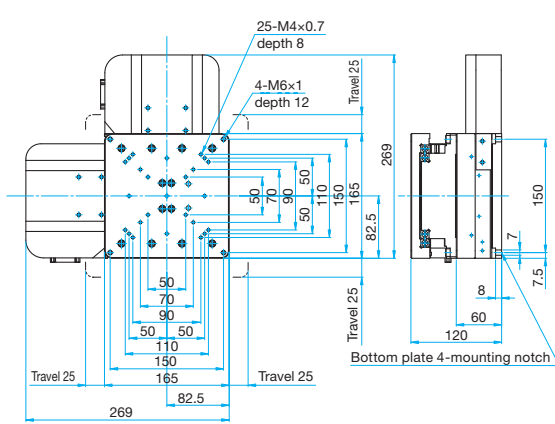 25-M4×0.7
depth 8
4-M6×1
depth 12
Travel 25
50
70
50
90
50
110
150
165
82.5
269
150
7
7.5
8
60
120
Bottom plate 4-mounting notch
50
70
90
50 50
110
150
Travel 25
165
Travel 25
Travel 25
82.5
269